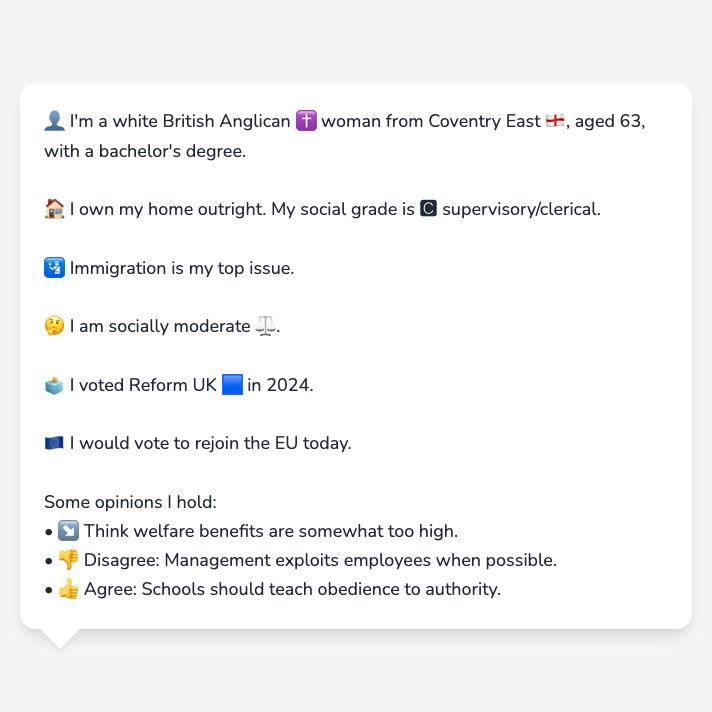 👤 I'm a white British Anglican ✝️ woman from Coventry East 🏴󠁧󠁢󠁥󠁮󠁧󠁿, aged 63,
with a bachelor's degree.
🏠 I own my home outright. My social grade is 🅲 supervisory/clerical.
🛂 Immigration is my top issue.
🤔 I am socially moderate ⚖️.
🗳️ I voted Reform UK 🟦 in 2024.
🇪🇺 I would vote to rejoin the EU today.
Some opinions I hold:
• ↘️ Think welfare benefits are somewhat too high.
• 👎 Disagree: Management exploits employees when possible.
• 👍 Agree: Schools should teach obedience to authority.